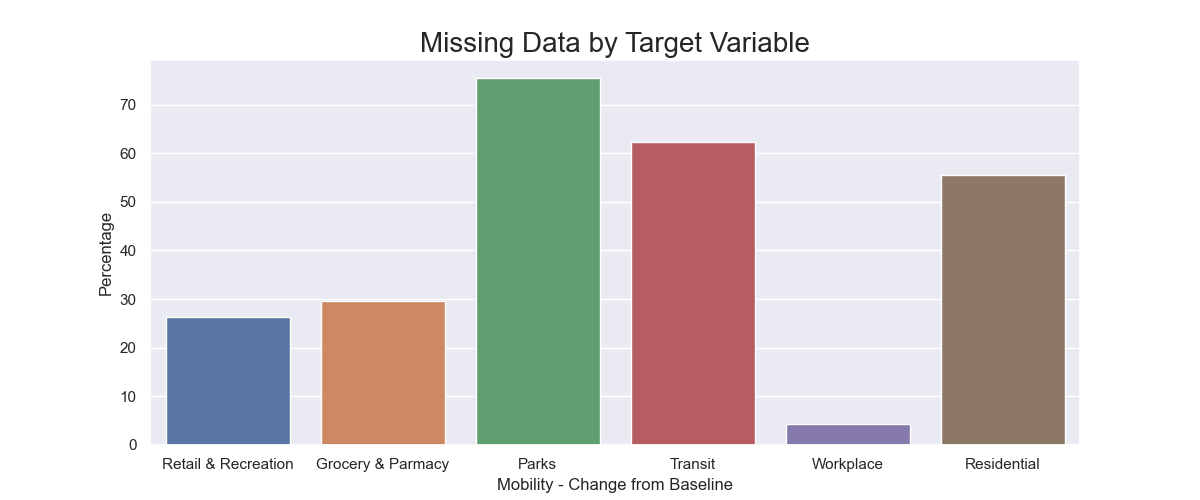 Missing Data by Target Variable
Percentage
70
60
50
40
30
20
10
0
Retail & Recreation
Grocery & Parmacy
Parks
Transit
Workplace
Residential
Mobility - Change from Baseline